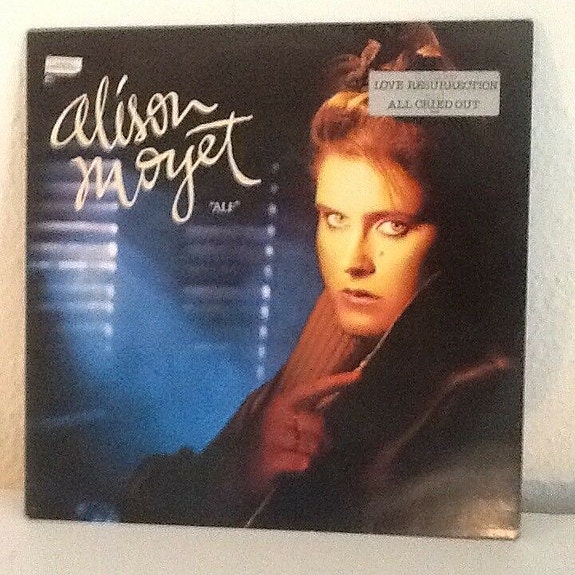 alison
moyet
"ALF"
LOVE RESURRECTION
ALL CRIED OUT